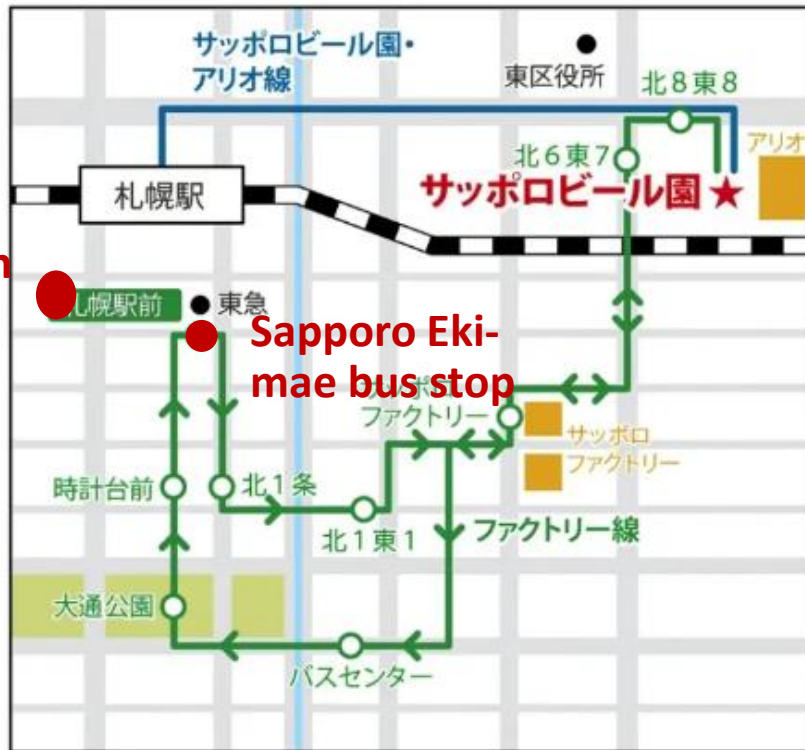 サッポロビール園・
アリオ線
東区役所
北8東8
アリオ
北6東7
札幌駅
サッポロビール園★
札幌駅前
東急
Sapporo Eki-
mae bus stop
サッポロ
ファクトリー
サッポロ
ファクトリー
時計台前
北1条
北1東1
ファクトリー線
大通公園
バスセンター